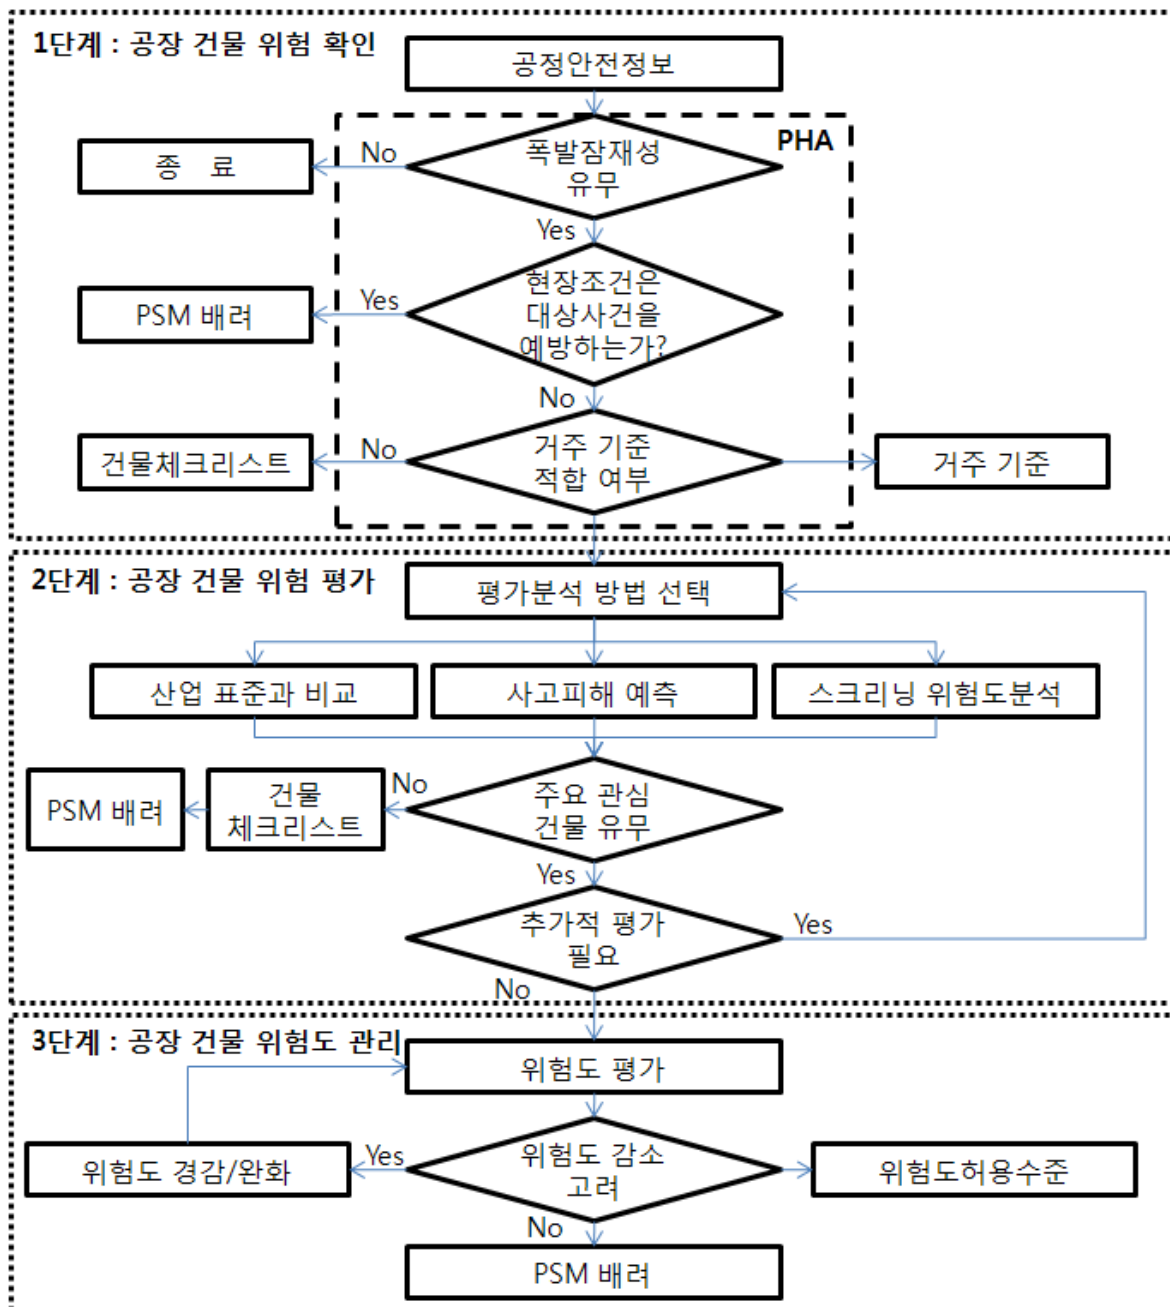 1단계 : 공장 건물 위험 확인
공정안전정보
PHA
폭발잠재성
유무
No
종 료
Yes
현장조건은
대상사건을
예방하는가?
Yes
PSM 배려
No
거주 기준
적합 여부
No
건물체크리스트
거주 기준
2단계 : 공장 건물 위험 평가
평가분석 방법 선택
산업 표준과 비교
사고피해 예측
스크리닝 위험도분석
주요 관심
건물 유무
No
건물
체크리스트
PSM 배려
Yes
추가적 평가
필요
Yes
No
3단계 : 공장 건물 위험도 관리
위험도 평가
위험도 감소
고려
Yes
위험도 경감/완화
위험도허용수준
No
PSM 배려